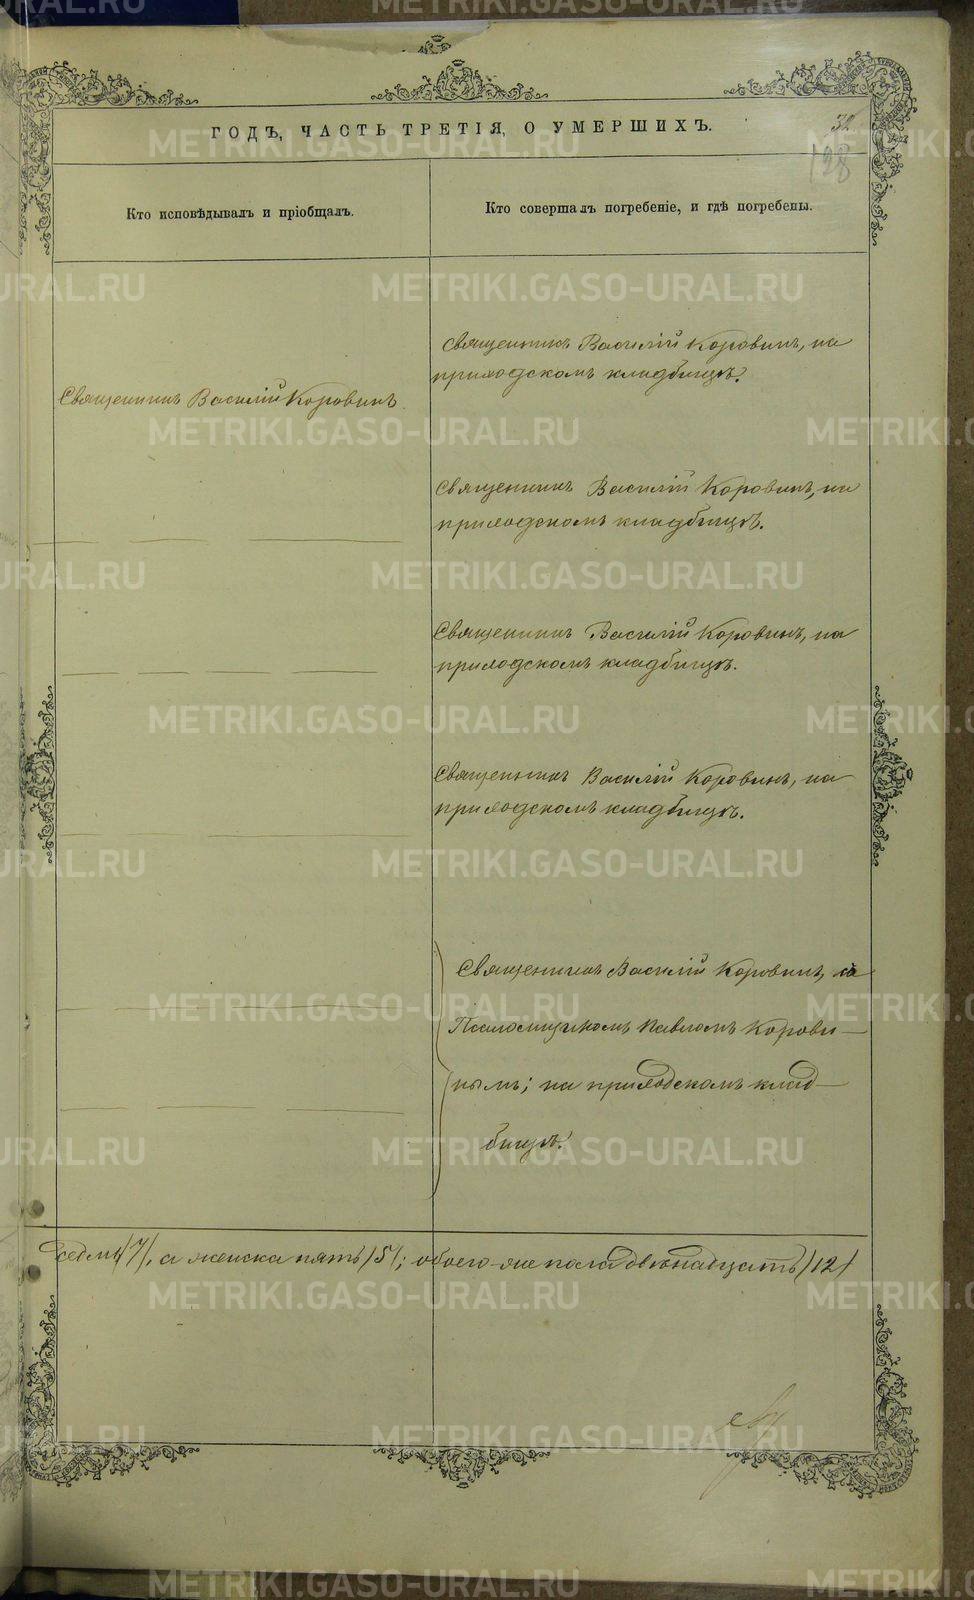 ГОДЪ, ЧАСТЬ ТРЕТІЯ, О УМЕРШИХЪ.
32
128
Кто исповѣдывалъ и пріобщалъ.
Кто совершалъ погребеніе, и гдѣ погребены.
Священникъ Василій Коровинъ, на
приходскомъ кладбищѣ.
Священникъ Василій Коровинъ
Священникъ Василій Коровинъ, на
приходскомъ кладбищѣ.
Священникъ Василій Коровинъ, на
приходскомъ кладбищѣ.
Священникъ Василій Коровинъ, на
приходскомъ кладбищѣ.
Священникъ Василій Коровинъ, съ
Псаломщикомъ Павломъ Корови–
нымъ; на приходскомъ клад–
бищѣ.
седмь /7/, а женска пять /5/; обоего-же пола двѣнадцать /12/
METRIKI.GASO-URAL.RU